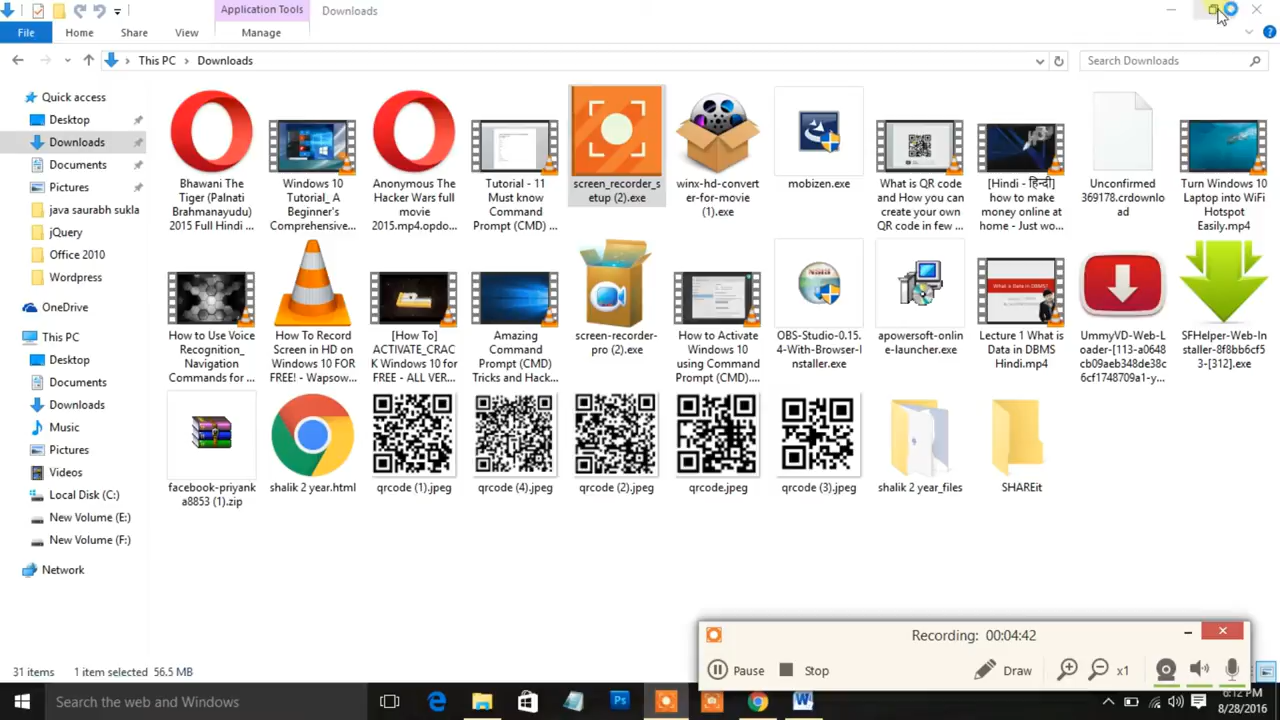 Application Tools
Downloads
File
Home
Share
View
Manage
This PC
Downloads
Search Downloads
Quick access
Desktop
Downloads
Documents
Pictures
java saurabh sukla
jQuery
Office 2010
Wordpress
OneDrive
This PC
Desktop
Documents
Downloads
Music
Pictures
Videos
Local Disk (C:)
New Volume (E:)
New Volume (F:)
Network
Bhawani The
Tiger (Palnati
Brahmanayudu)
2015 Full Hindi ...
Windows 10
Tutorial_ A
Beginner's
Comprehensive...
Anonymous The
Hacker Wars full
movie
2015.mp4.opdo...
Tutorial - 11
Must know
Command
Prompt (CMD) ...
screen_recorder_s
etup (2).exe
winx-hd-convert
er-for-movie
(1).exe
mobizen.exe
What is QR code
and How you can
create your own
QR code in few ...
[Hindi - हिन्दी]
how to make
money online at
home - Just wo...
Unconfirmed
369178.crdownlo
ad
Turn Windows 10
Laptop into WiFi
Hotspot
Easily.mp4
How to Use Voice
Recognition_
Navigation
Commands for ...
How To Record
Screen in HD on
Windows 10 FOR
FREE! - Wapsow...
[How To]
ACTIVATE_CRAC
K Windows 10 for
FREE - ALL VER...
Amazing
Command
Prompt (CMD)
Tricks and Hack...
screen-recorder-
pro (2).exe
How to Activate
Windows 10
using Command
Prompt (CMD)....
OBS-Studio-0.15.
4-With-Browser-I
nstaller.exe
apowersoft-onlin
e-launcher.exe
Lecture 1 What is
Data in DBMS
Hindi.mp4
UmmyVD-Web-L
oader-[113-a0648
cb09aeb348de38c
6cf1748709a1-y...
SFHelper-Web-In
staller-8f8bb6cf5
3-[312].exe
facebook-priyank
a8853 (1).zip
shalik 2 year.html
qrcode (1).jpeg
qrcode (4).jpeg
qrcode (2).jpeg
qrcode.jpeg
qrcode (3).jpeg
shalik 2 year_files
SHAREit
31 items
1 item selected 56.5 MB
Recording: 00:04:42
Pause
Stop
Draw
x1
Search the web and Windows
6:12 PM
8/28/2016